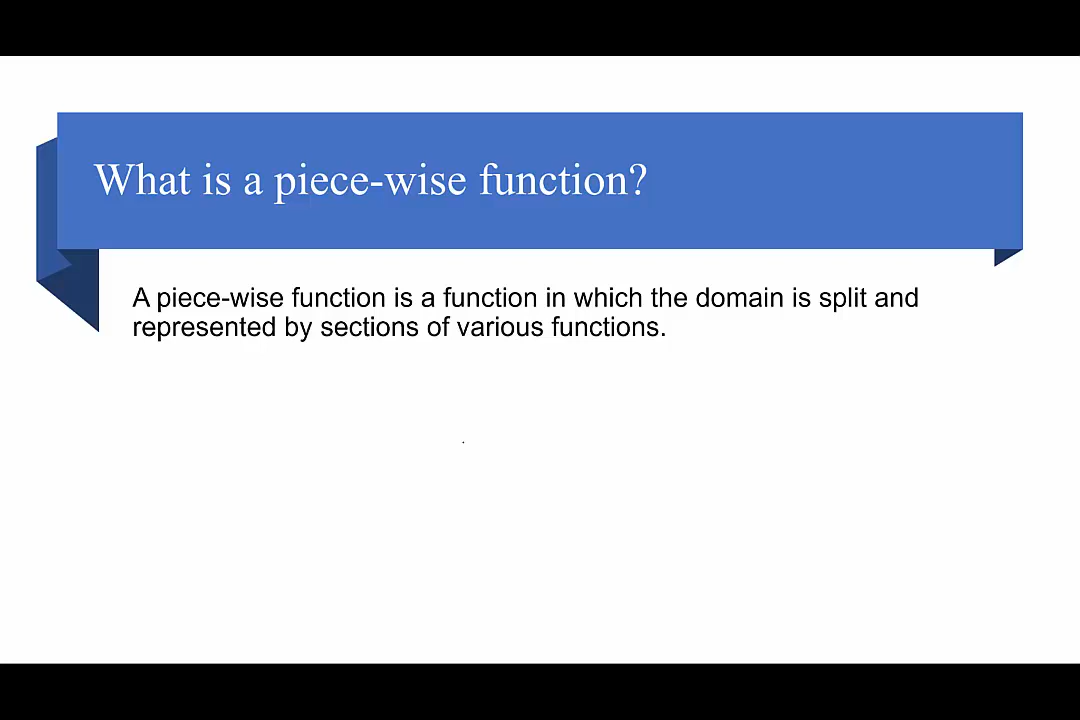 What is a piece-wise function?
A piece-wise function is a function in which the domain is split and
represented by sections of various functions.